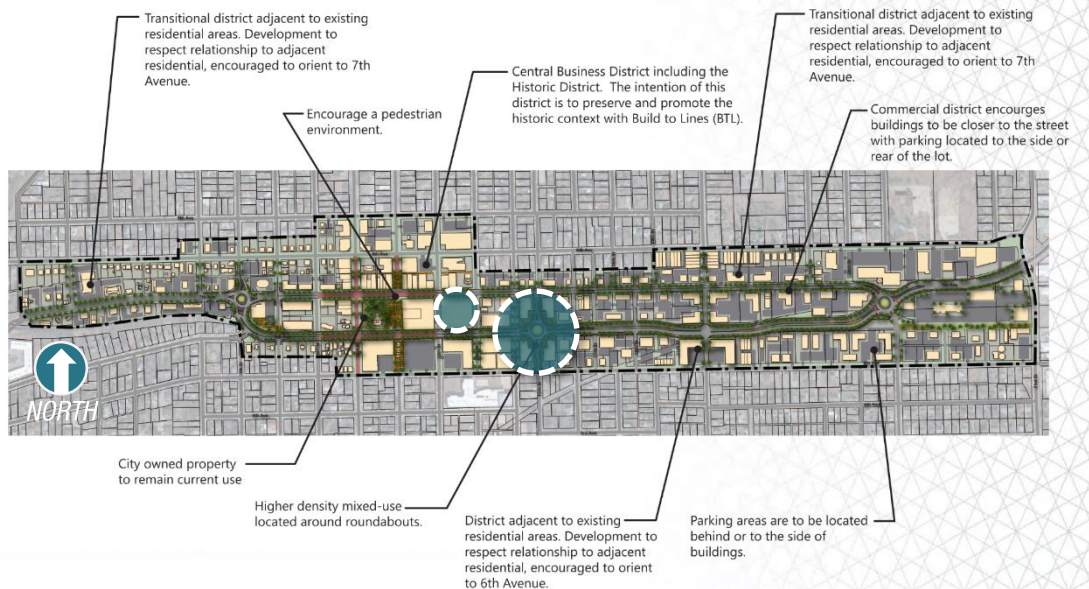 Transitional district adjacent to existing
residential areas. Development to
respect relationship to adjacent
residential, encouraged to orient to 7th
Avenue.
Encourage a pedestrian
environment.
Central Business District including the
Historic District. The intention of this
district is to preserve and promote the
historic context with Build to Lines (BTL).
Transitional district adjacent to existing
residential areas. Development to
respect relationship to adjacent
residential, encouraged to orient to 7th
Avenue.
Commercial district encourges
buildings to be closer to the street
with parking located to the side or
rear of the lot.
NORTH
City owned property
to remain current use
Higher density mixed-use
located around roundabouts.
District adjacent to existing
residential areas. Development to
respect relationship to adjacent
residential, encouraged to orient
to 6th Avenue.
Parking areas are to be located
behind or to the side of
buildings.